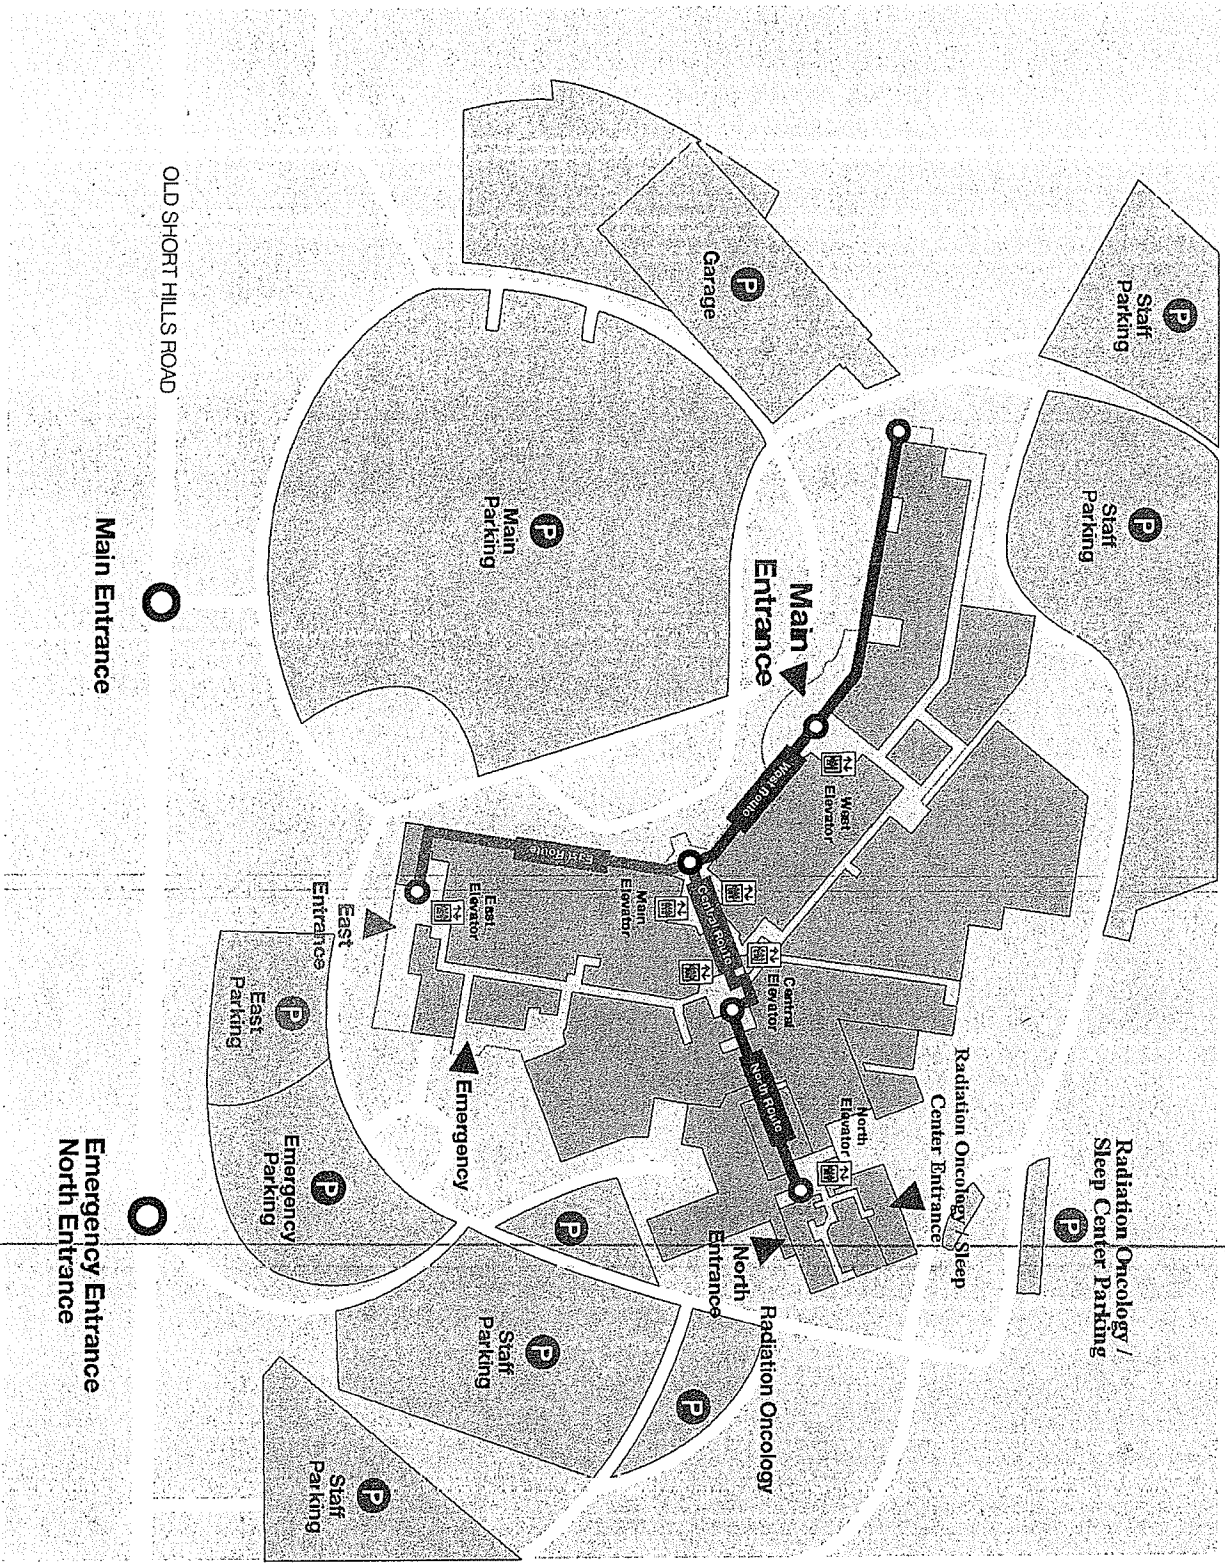 P
Staff
Parking
P
Garage
P
Staff
Parking
P
Main
Parking
Main
Entrance
OLD SHORT HILLS ROAD
Main Entrance
West Route
West
Elevator
East Route
Main
Elevator
Central Route
Central
Elevator
East
Elevator
East
Entrance
North Route
North
Elevator
Radiation Oncology / Sleep
Center Entrance
Radiation Oncology /
Sleep Center Parking
P
P
East
Parking
Emergency
P
Emergency
Parking
Emergency Entrance
North Entrance
P
North
Entrance
Radiation Oncology
P
P
Staff
Parking
P
Staff
Parking